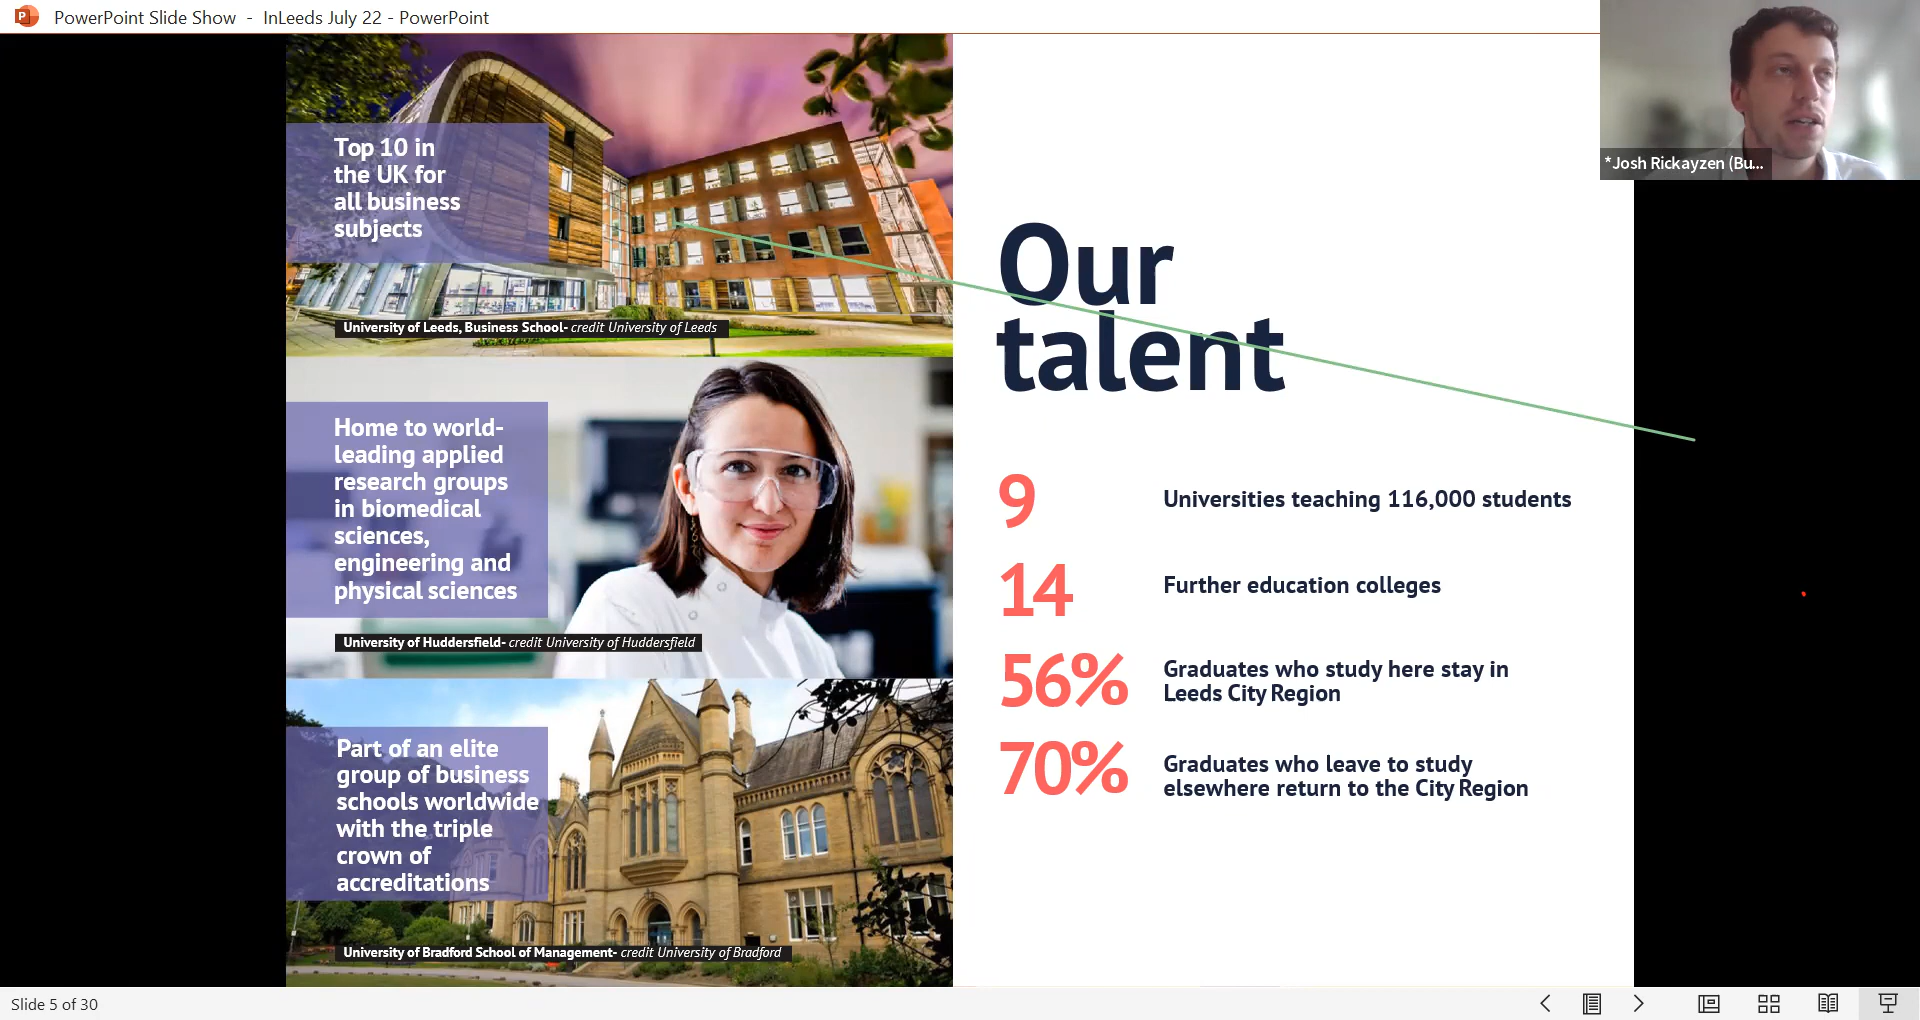 PowerPoint Slide Show - InLeeds July 22 - PowerPoint
*Josh Rickayzen (Bu...
Top 10 in
the UK for
all business
subjects
University of Leeds, Business School- credit University of Leeds
Home to world-
leading applied
research groups
in biomedical
sciences,
engineering and
physical sciences
University of Huddersfield- credit University of Huddersfield
Part of an elite
group of business
schools worldwide
with the triple
crown of
accreditations
University of Bradford School of Management- credit University of Bradford
Our
talent
9 Universities teaching 116,000 students
14 Further education colleges
56% Graduates who study here stay in
Leeds City Region
70% Graduates who leave to study
elsewhere return to the City Region
Slide 5 of 30